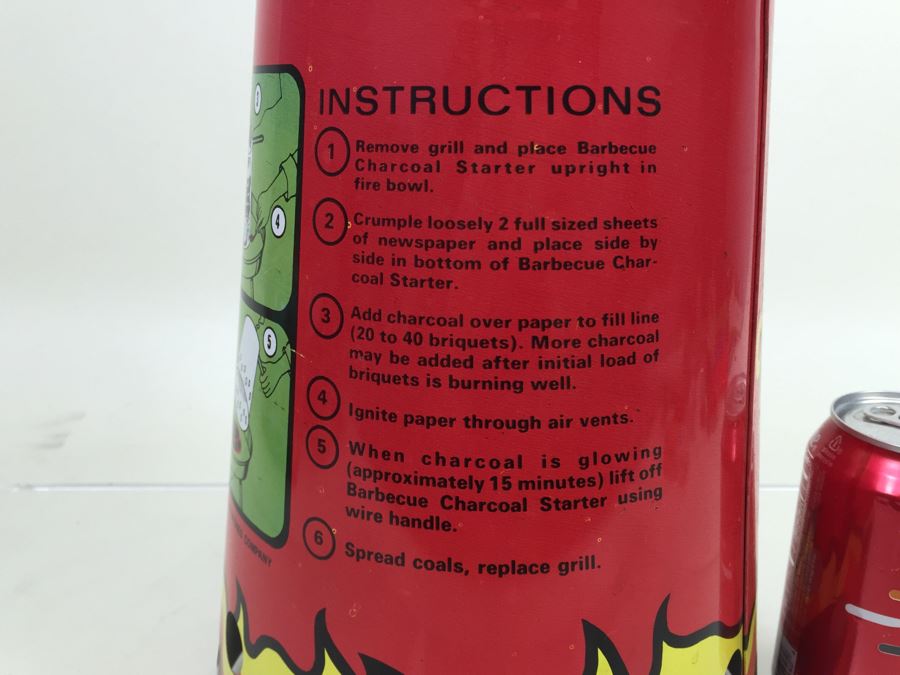 INSTRUCTIONS
1 Remove grill and place Barbecue
Charcoal Starter upright in
fire bowl.
2 Crumple loosely 2 full sized sheets
of newspaper and place side by
side in bottom of Barbecue Char-
coal Starter.
3 Add charcoal over paper to fill line
(20 to 40 briquets). More charcoal
may be added after initial load of
briquets is burning well.
4 Ignite paper through air vents.
5 When charcoal is glowing
(approximately 15 minutes) lift off
Barbecue Charcoal Starter using
wire handle.
6 Spread coals, replace grill.
3
4
5
COMPANY